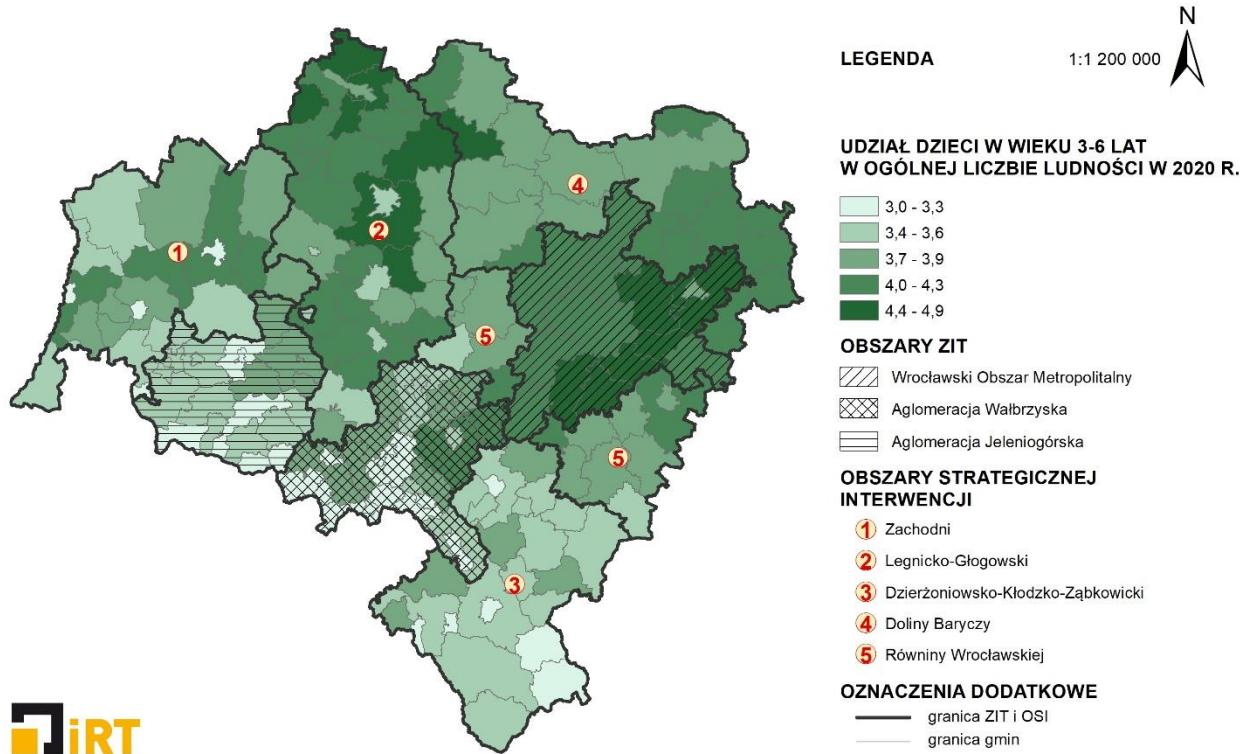 N
LEGENDA
1:1 200 000
UDZIAŁ DZIECI W WIEKU 3-6 LAT
W OGÓLNEJ LICZBIE LUDNOŚCI W 2020 R.
3,0 - 3,3
3,4 - 3,6
3,7 - 3,9
4,0 - 4,3
4,4 - 4,9
OBSZARY ZIT
Wrocławski Obszar Metropolitalny
Aglomeracja Wałbrzyska
Aglomeracja Jeleniogórska
OBSZARY STRATEGICZNEJ
INTERWENCJI
1 Zachodni
2 Legnicko-Głogowski
3 Dzierżoniowsko-Kłodzko-Ząbkowicki
4 Doliny Baryczy
5 Równiny Wrocławskiej
OZNACZENIA DODATKOWE
granica ZIT i OSI
granica gmin
4
2
1
5
5
3
iRT